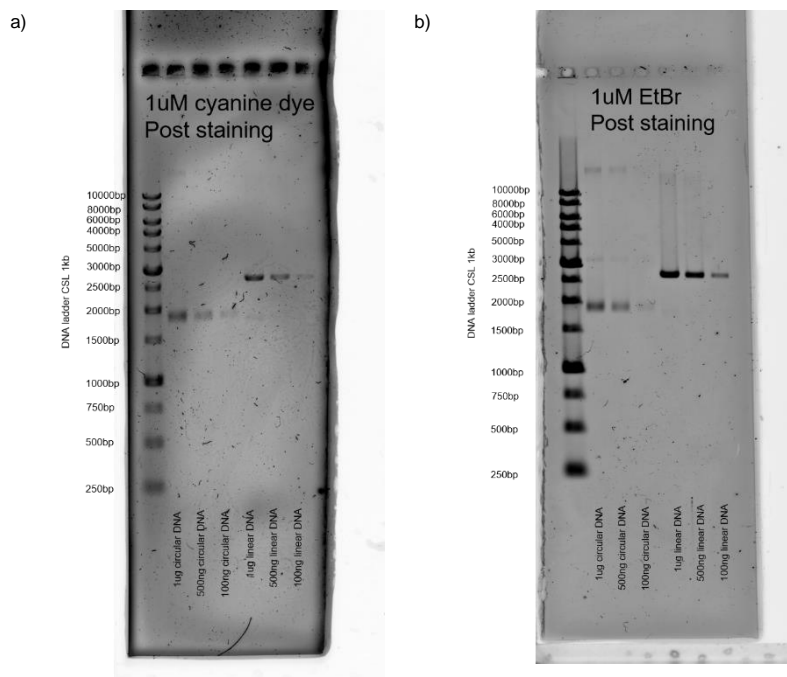 a)
1uM cyanine dye
Post staining
10000bp
8000bp
6000bp
4000bp
5000bp
3000bp
2500bp
2000bp
1500bp
1000bp
750bp
500bp
250bp
DNA ladder CSL 1kb
1ug circular DNA
500ng circular DNA
100ng circular DNA
1ug linear DNA
500ng linear DNA
100ng linear DNA
b)
1uM EtBr
Post staining
10000bp
8000bp
6000bp
4000bp
5000bp
3000bp
2500bp
2000bp
1500bp
1000bp
750bp
500bp
250bp
DNA ladder CSL 1kb
1ug circular DNA
500ng circular DNA
100ng circular DNA
1ug linear DNA
500ng linear DNA
100ng linear DNA